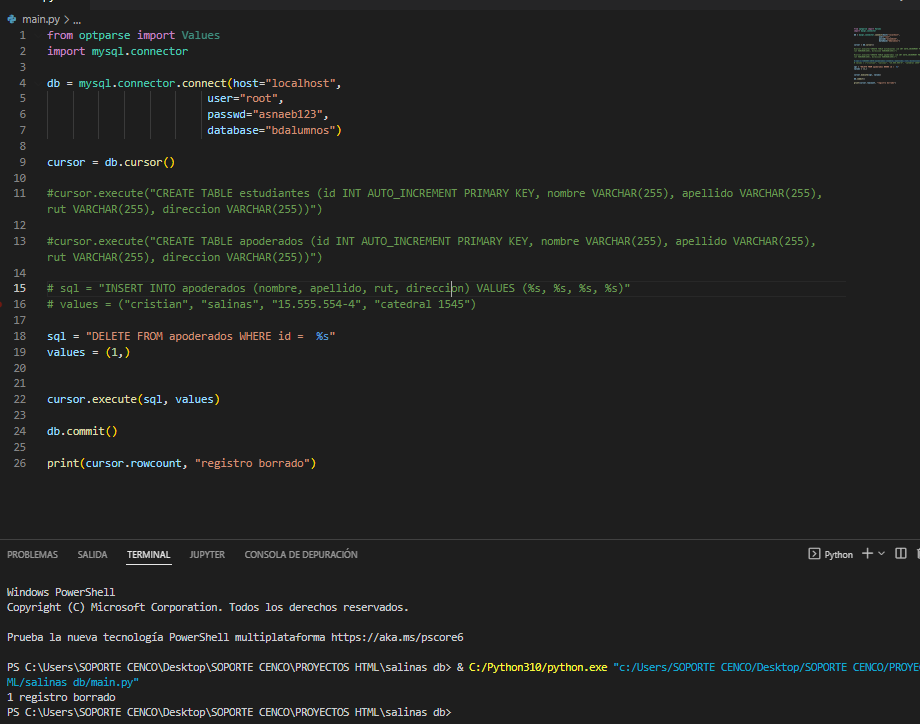 main.py > ...
1 from optparse import Values
2 import mysql.connector
3
4 db = mysql.connector.connect(host="localhost",
5 user="root",
6 passwd="asnaeb123",
7 database="bdalumnos")
8
9 cursor = db.cursor()
10
11 #cursor.execute("CREATE TABLE estudiantes (id INT AUTO_INCREMENT PRIMARY KEY, nombre VARCHAR(255), apellido VARCHAR(255),
rut VARCHAR(255), direccion VARCHAR(255))")
12
13 #cursor.execute("CREATE TABLE apoderados (id INT AUTO_INCREMENT PRIMARY KEY, nombre VARCHAR(255), apellido VARCHAR(255),
rut VARCHAR(255), direccion VARCHAR(255))")
14
15 # sql = "INSERT INTO apoderados (nombre, apellido, rut, direccion) VALUES (%s, %s, %s, %s)"
16 # values = ("cristian", "salinas", "15.555.554-4", "catedral 1545")
17
18 sql = "DELETE FROM apoderados WHERE id =  %s"
19 values = (1,)
20
21
22 cursor.execute(sql, values)
23
24 db.commit()
25
26 print(cursor.rowcount, "registro borrado")
PROBLEMAS SALIDA TERMINAL JUPYTER CONSOLA DE DEPURACIÓN Python
Windows PowerShell
Copyright (C) Microsoft Corporation. Todos los derechos reservados.
Prueba la nueva tecnología PowerShell multiplataforma https://aka.ms/pscore6
PS C:\Users\SOPORTE CENCO\Desktop\SOPORTE CENCO\PROYECTOS HTML\salinas db> & C:/Python310/python.exe "c:/Users/SOPORTE CENCO/Desktop/SOPORTE CENCO/PROYE
ML/salinas db/main.py"
1 registro borrado
PS C:\Users\SOPORTE CENCO\Desktop\SOPORTE CENCO\PROYECTOS HTML\salinas db>